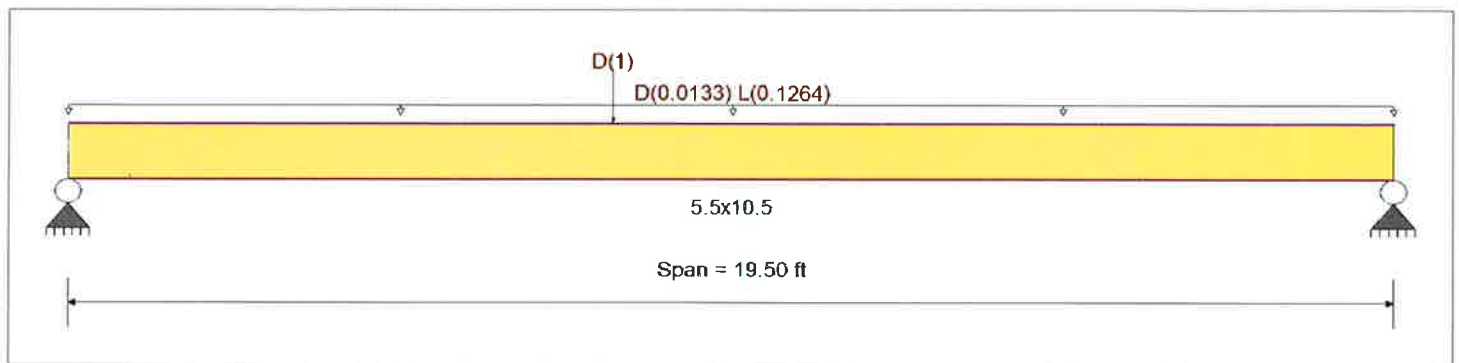 D(1)
D(0.0133) L(0.1264)
5.5x10.5
Span = 19.50 ft